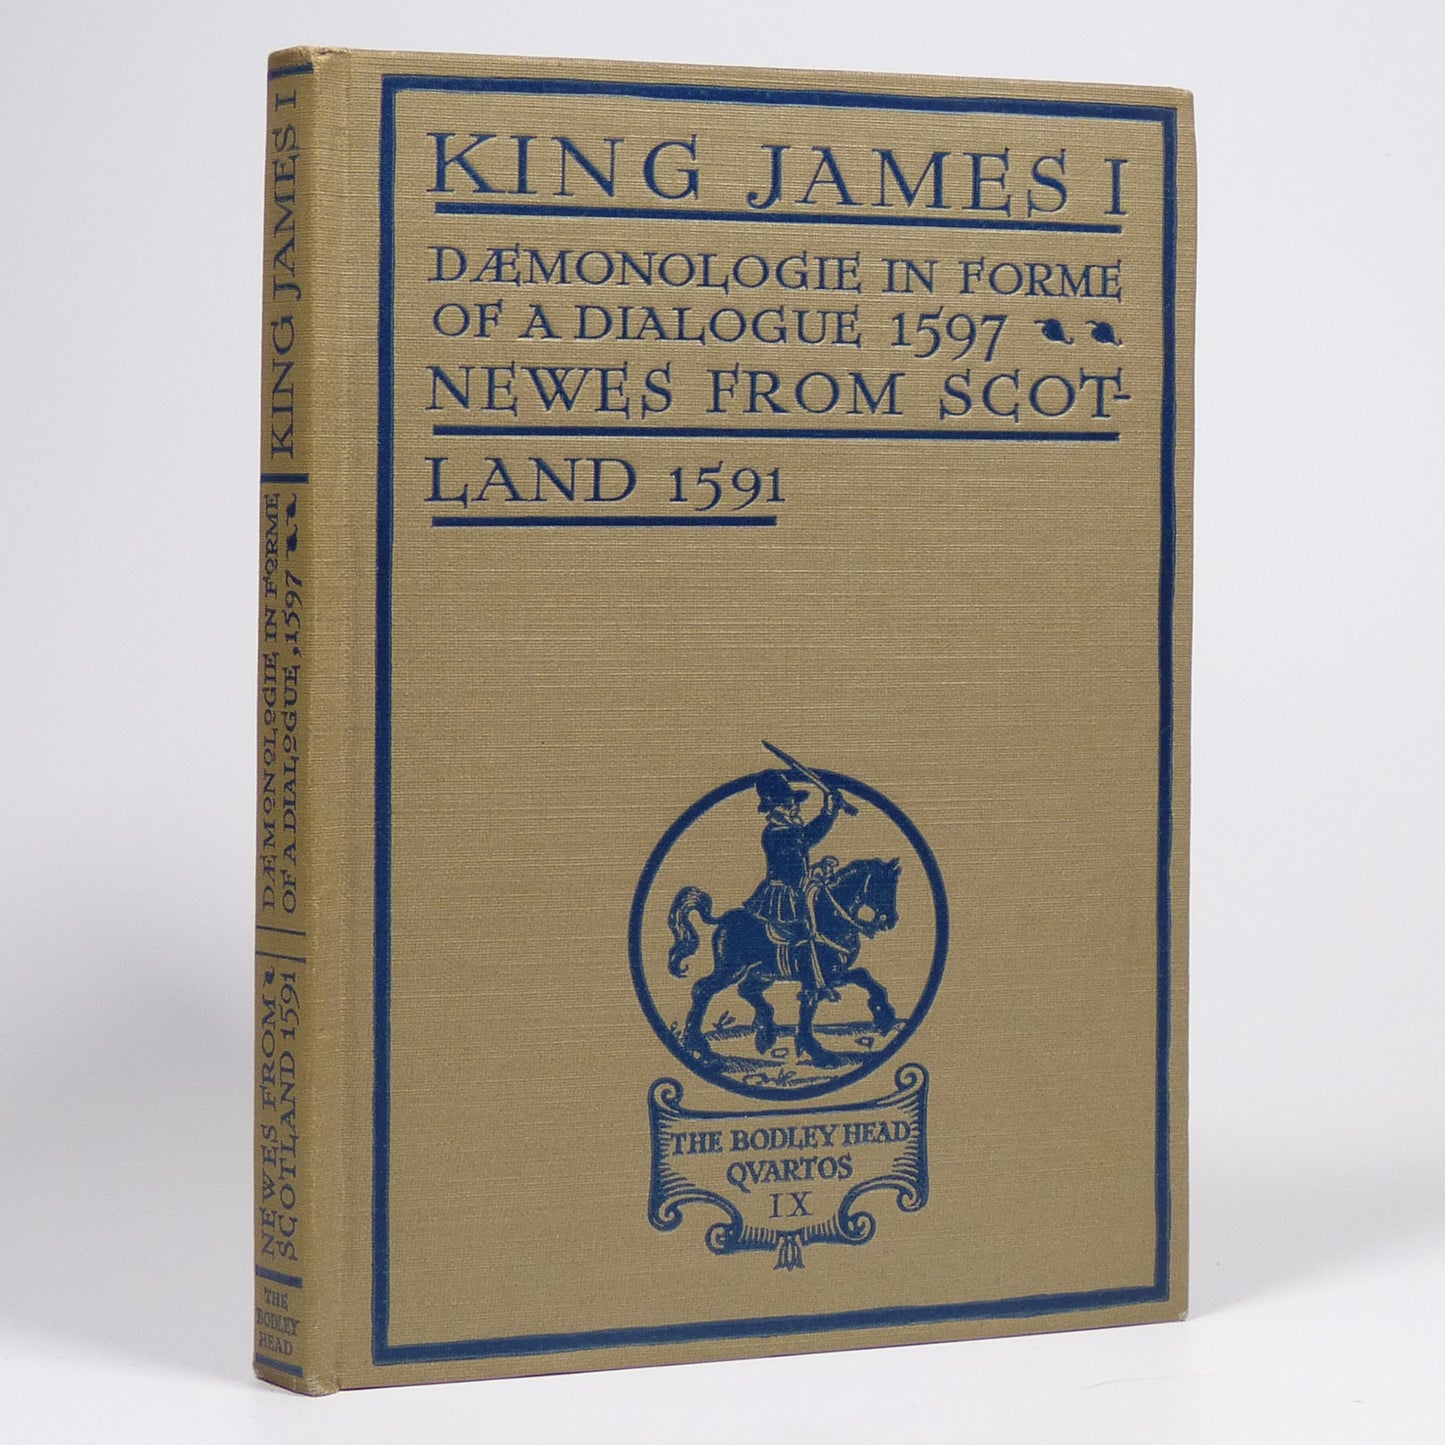 KING JAMES I
DÆMONOLOGIE IN FORME
OF A DIALOGUE 1597
NEWES FROM SCOT-
LAND 1591
THE BODLEY HEAD
QVARTOS
IX
KING JAMES I
DÆMONOLOGIE IN FORME
OF A DIALOGUE, 1597
NEWES FROM
SCOTLAND 1591
THE
BODLEY
HEAD